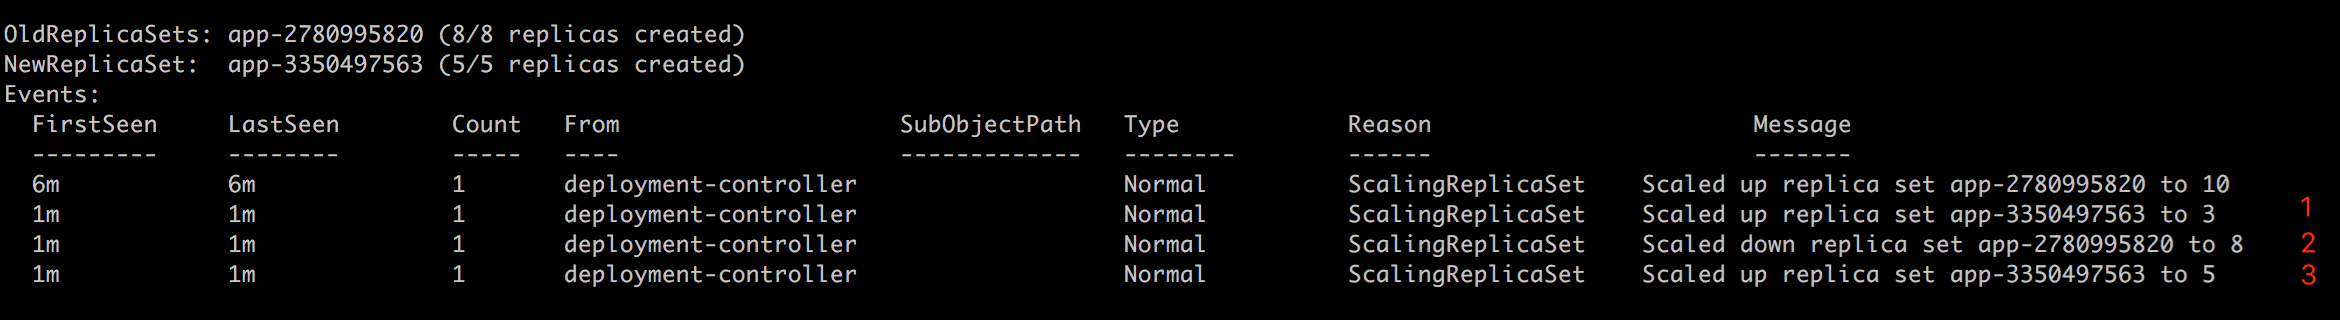 OldReplicaSets: app-2780995820 (8/8 replicas created)
NewReplicaSet:  app-3350497563 (5/5 replicas created)
Events:
  FirstSeen     LastSeen        Count   From                    SubObjectPath   Type            Reason                  Message
  ---------     --------        -----   ----                    -------------   --------        ------                  -------
  6m            6m              1       deployment-controller                   Normal          ScalingReplicaSet    Scaled up replica set app-2780995820 to 10
  1m            1m              1       deployment-controller                   Normal          ScalingReplicaSet    Scaled up replica set app-3350497563 to 3      1
  1m            1m              1       deployment-controller                   Normal          ScalingReplicaSet    Scaled down replica set app-2780995820 to 8    2
  1m            1m              1       deployment-controller                   Normal          ScalingReplicaSet    Scaled up replica set app-3350497563 to 5      3